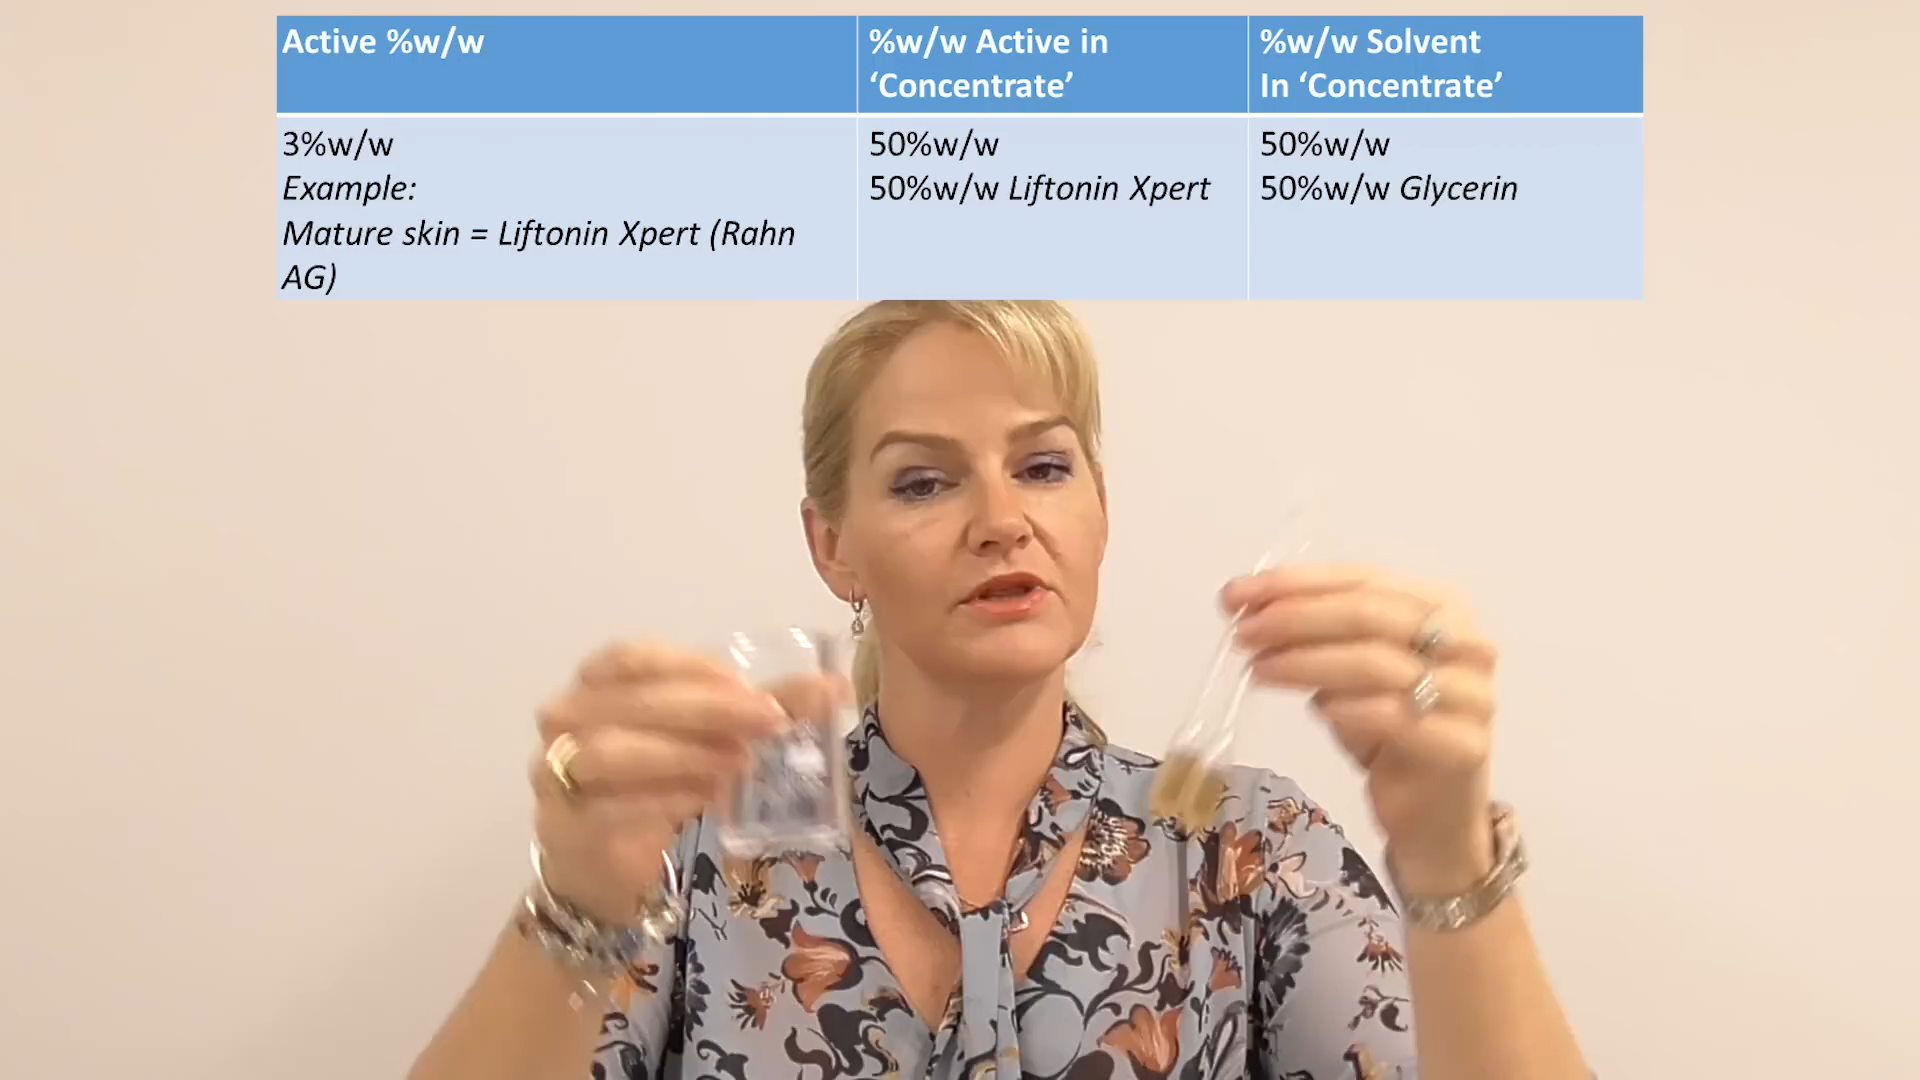 Active %w/w
%w/w Active in
‘Concentrate’
%w/w Solvent
In ‘Concentrate’
3%w/w
Example:
Mature skin = Liftonin Xpert (Rahn
AG)
50%w/w
50%w/w Liftonin Xpert
50%w/w
50%w/w Glycerin